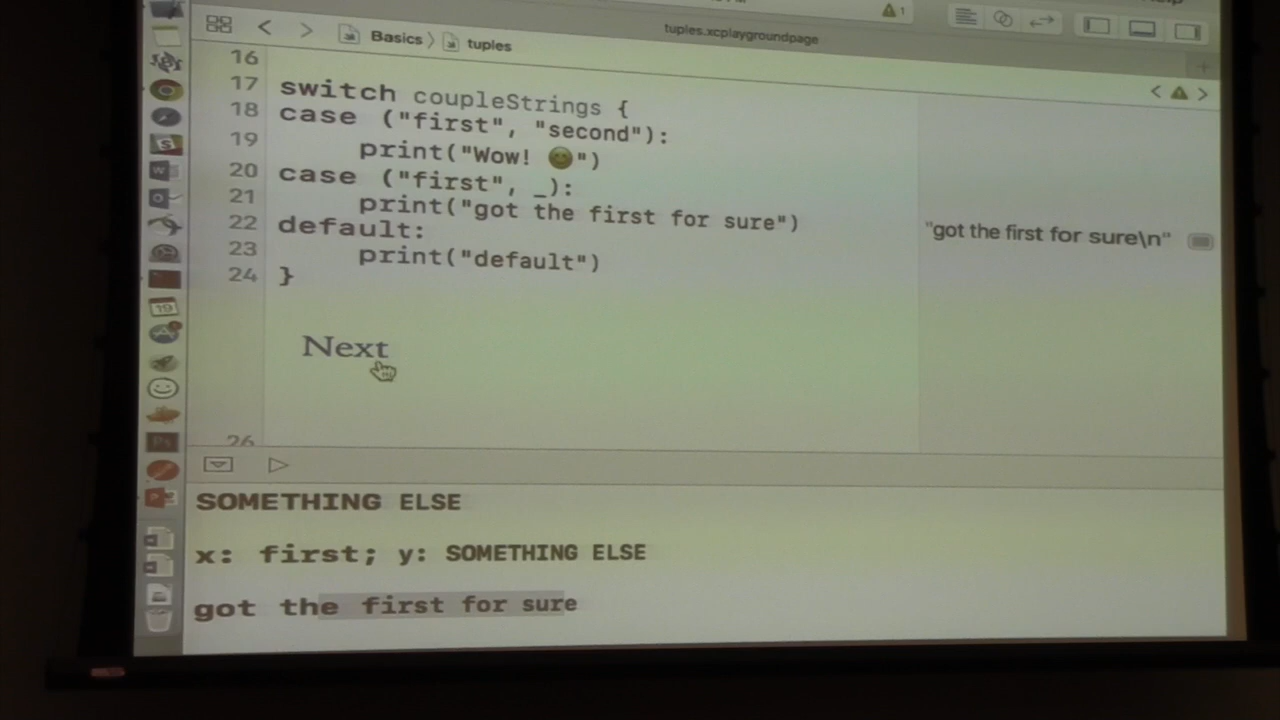 tuples.xcplaygroundpage
Basics
tuples
1
16
17 switch coupleStrings {
18 case ("first", "second"):
19 print("Wow! 😀")
20 case ("first", _):
21 print("got the first for sure")
22 default:
23 print("default")
24 }
"got the first for sure\n"
Next
26
SOMETHING ELSE
x: first; y: SOMETHING ELSE
got the first for sure
19